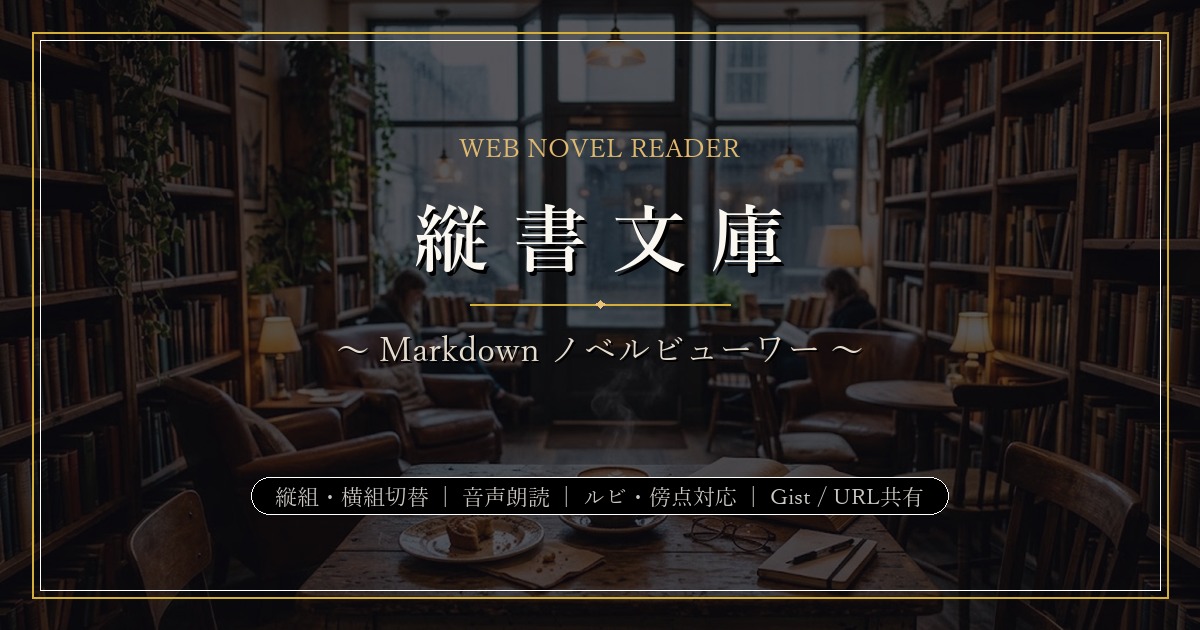 WEB NOVEL READER
縦書文庫
～ Markdown ノベルビューワー ～
縦組・横組切替 ｜ 音声朗読 ｜ ルビ・傍点対応 ｜ Gist / URL共有